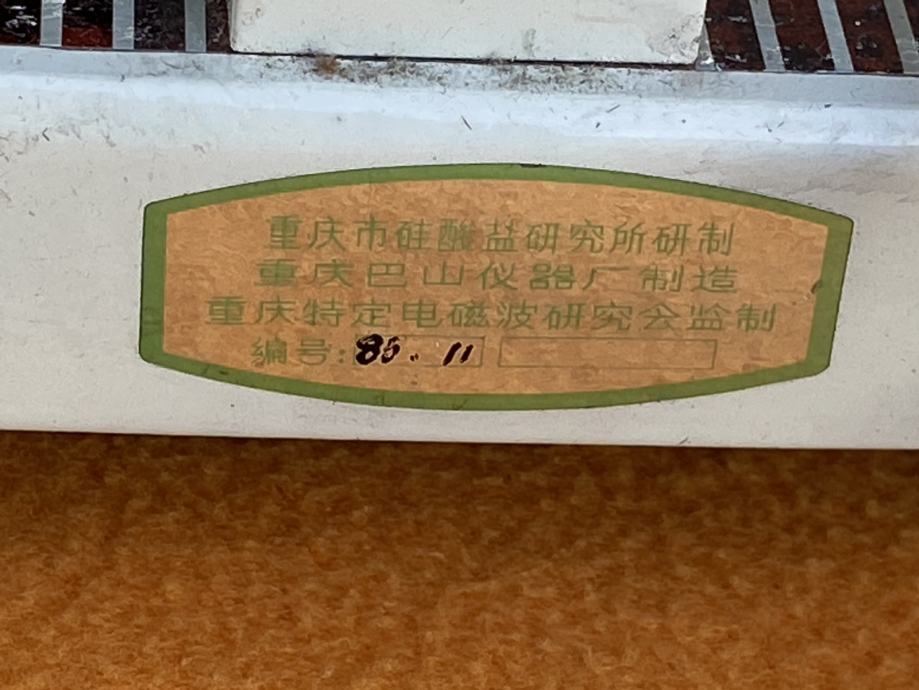 重庆市硅酸盐研究所研制
重庆巴山仪器厂制造
重庆特定电磁波研究会监制
编号:85.11